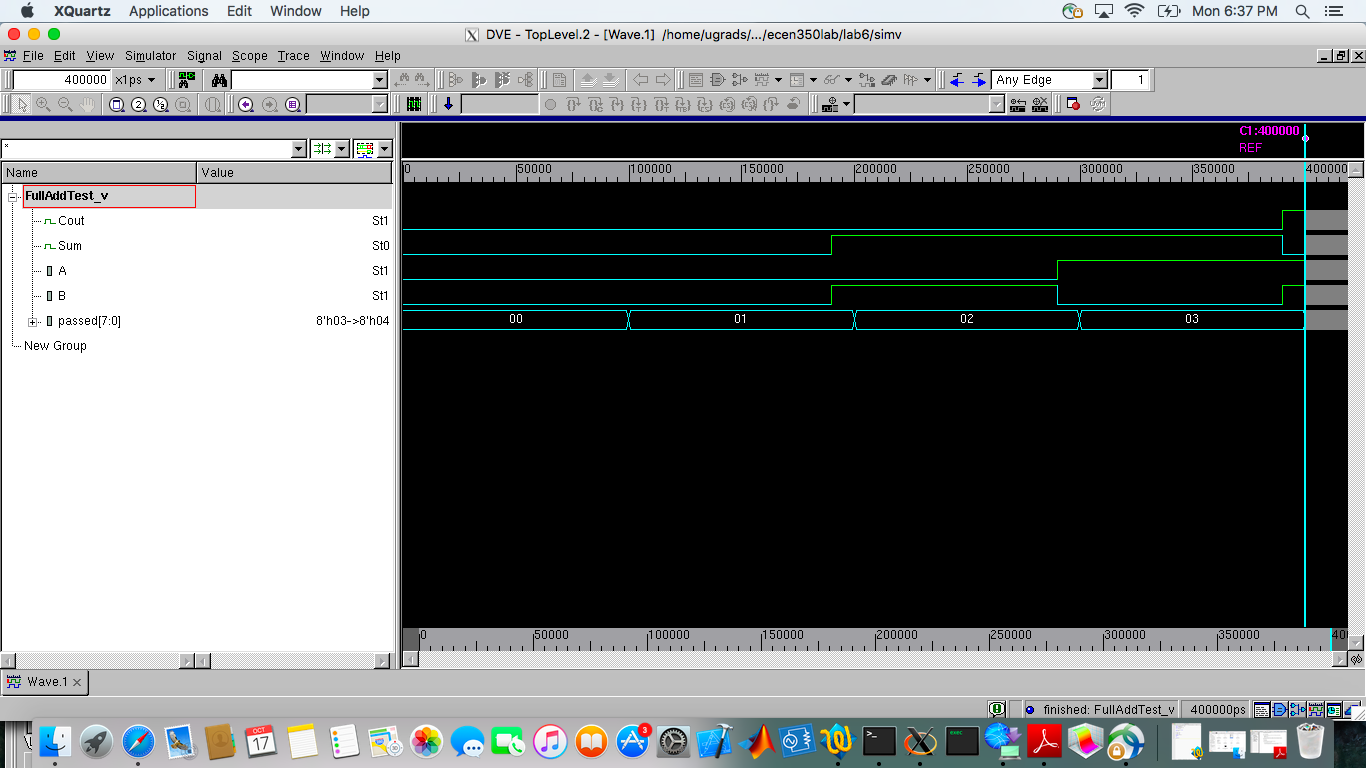 XQuartz Applications Edit Window Help Mon 6:37 PM
X DVE - TopLevel.2 - [Wave.1] /home/ugrads/.../ecen350lab/lab6/simv
File Edit View Simulator Signal Scope Trace Window Help
400000 x1ps Any Edge 1
2 ½
C1:400000
REF
*
Name Value
0 50000 100000 150000 200000 250000 300000 350000 400000
FullAddTest_v
Cout St1
Sum St0
A St1
B St1
passed[7:0] 8'h03->8'h04 00 01 02 03
New Group
0 50000 100000 150000 200000 250000 300000 350000 40
Wave.1
finished: FullAddTest_v 400000ps
OCT
17
3
exec